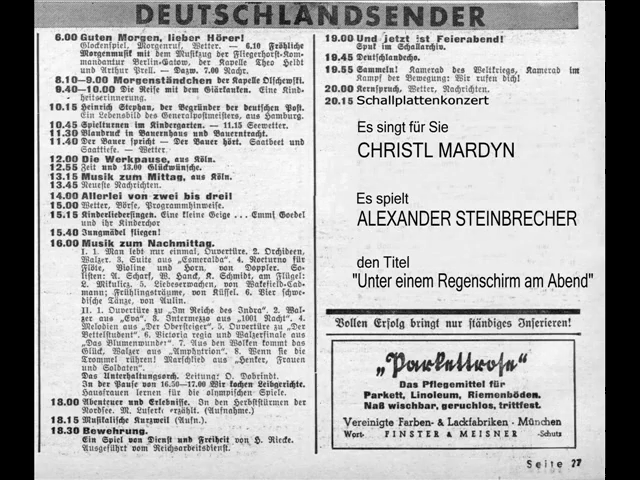 DEUTSCHLANDSENDER
6.00 Guten Morgen, lieber Hörer!
Glockenspiel, Morgenruf, Wetter. — 6.10 Fröhliche
Morgenmusik mit dem Musikzug der Fliegerhorst-Kom-
mandantur Berlin-Gatow, der Kapelle Theo Heldt
und Arthur Prell. — Dazw. 7.00 Nachr.
8.10—9.00 Morgenständchen der Kapelle Olschewski.
9.40—10.00 Die Reise mit dem Giärkanten. Eine Kind-
heitserinnerung.
10.15 Heinrich Stephan, der Begründer der deutschen Post.
Ein Lebensbild des Generalpostmeisters, aus Hamburg.
10.45 Spielturnen im Kindergarten. — 11.15 Seewetter.
11.30 Blaudruck in Bauernhaus und Bauerntracht.
11.40 Der Bauer spricht — Der Bauer hört. Saatbeet und
Saattiefe. — Wetter.
12.00 Die Werkpause, aus Köln.
12.55 Zeit und 13.00 Glückwünsche.
13.15 Musik zum Mittag, aus Köln.
13.45 Neueste Nachrichten.
14.00 Allerlei von zwei bis drei!
15.00 Wetter, Börse, Programmhinweise.
15.15 Kinderliedersingen. Eine kleine Geige . . . Emmi Goedel
und ihr Kinderchor
15.40 Jungmädel fliegen!
16.00 Musik zum Nachmittag.
I. 1. Man lebt nur einmal, Ouvertüre. 2. Orchideen,
Walzer. 3. Suite aus „Esmeralda". 4. Notturno für
Flöte, Violine und Horn. von Doppler. So-
listen: A. Scharf, W. Hanck, K. Schmidt, am Flügel:
L. Mikulicz. 5. Liebeserwachen, von Wakefield-Cad-
mann; Frühlingsträume, von Küssel. 6. Vier schwe-
dische Tänze, von Aulin.
II. 1. Ouvertüre zu „Im Reiche des Indra". 2. Wal-
zer aus „Eva". 3. Intermezzo aus „1001 Nacht". 4.
Melodien aus „Der Obersteiger". 5. Ouvertüre zu „Der
Bettelstudent". 6. Victoria regia und Walzerfinale aus
„Das Blumenwunder". 7. Aus den Wolken kommt das
Glück, Walzer aus „Amphytrion". 8. Wenn sie die
Trommel rühren! Marschlied aus „Henker, Frauen
und Soldaten".
Das Unterhaltungsorch. Leitung: O. Dobrindt.
In der Pause von 16.50—17.00 Wir kochen Leibgerichte.
Hausfrauen lernen für die olympischen Spiele.
18.00 Abenteuer und Erlebnisse. In den Herbststürmen der
Nordsee. M. Luserke erzählt. (Aufnahme.)
18.15 Musikalische Kurzweil (Aufn.).
18.30 Bewehrung.
Ein Spiel von Dienst und Freiheit von H. Riecke.
Ausgeführt vom Reichsarbeitsdienst.
19.00 Und jetzt ist Feierabend!
Spuk im Schallarchiv.
19.45 Deutschlandecho.
19.55 Sammeln! Kamerad des Weltkriegs, Kamerad im
Kampf der Bewegung: Wir rufen dich!
20.00 Kernspruch, Wetter, Nachrichten.
20.15 Schallplattenkonzert
Es singt für Sie
CHRISTL MARDYN
Es spielt
ALEXANDER STEINBRECHER
den Titel
"Unter einem Regenschirm am Abend"
Vollen Erfolg bringt nur ständiges Inserieren!
„Parkettrose"
Das Pflegemittel für
Parkett, Linoleum, Riemenböden.
Naß wischbar, geruchlos, trittfest.
Vereinigte Farben- & Lackfabriken · München
Wort- FINSTER & MEISNER -Schutz
Seite 27